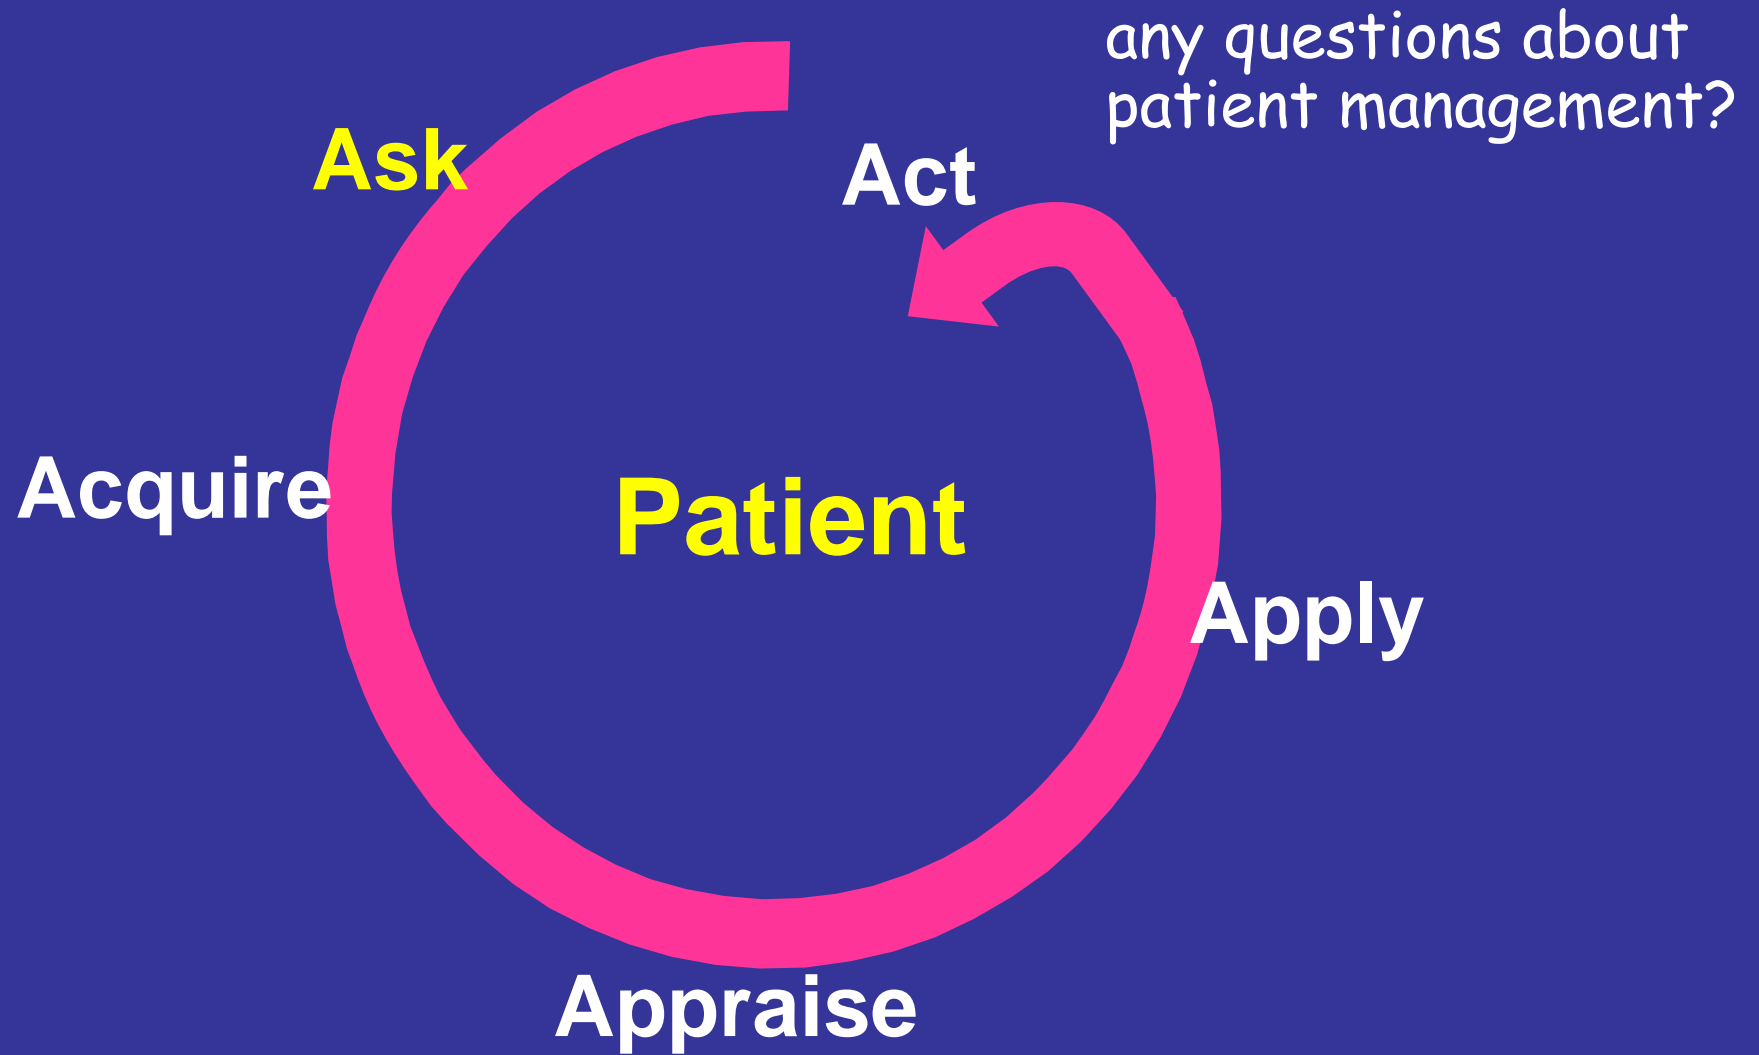 any questions about
patient management?
Ask
Act
Acquire
Patient
Apply
Appraise